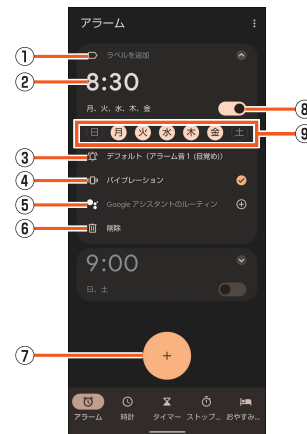 アラーム
① ラベルを追加
② 8:30
月、火、水、木、金 ⑧
日 月 火 水 木 金 土 ⑨
③ デフォルト（アラーム音1（目覚め））
④ バイブレーション
⑤ Google アシスタントのルーティン
⑥ 削除
9:00
日、土
⑦ +
アラーム 時計 タイマー ストップ... おやすみ...